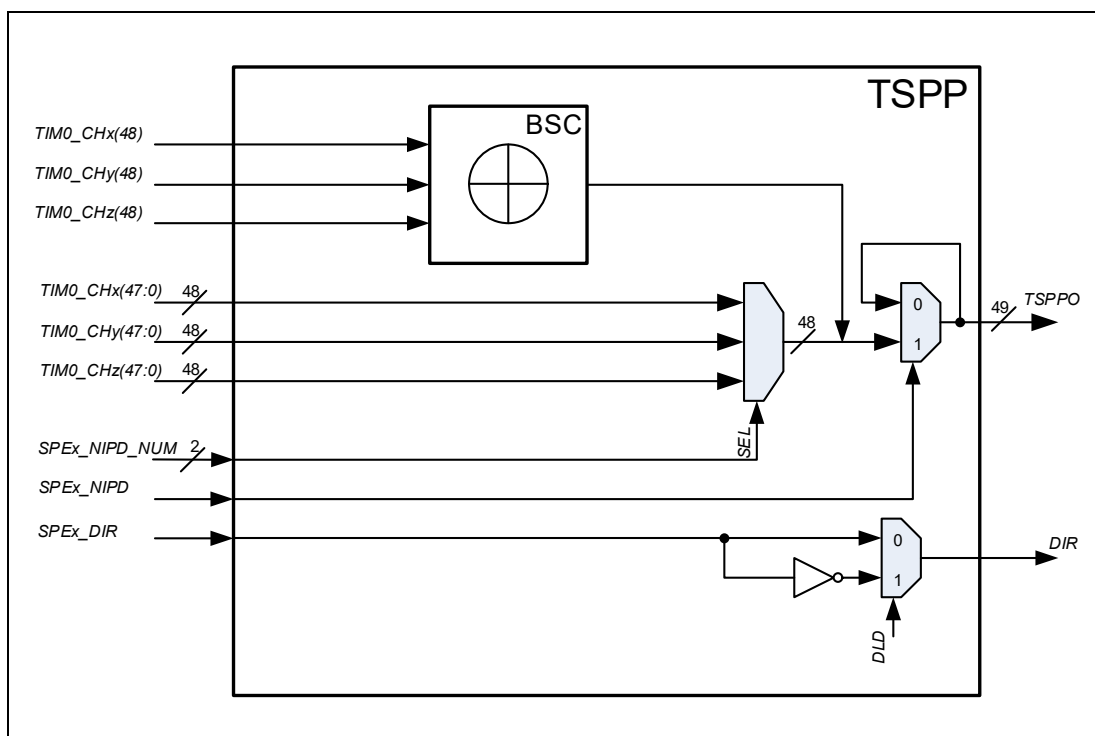 TSPP
BSC
TIM0_CHx(48)
TIM0_CHy(48)
TIM0_CHz(48)
TIM0_CHx(47:0)
48
TIM0_CHy(47:0)
48
TIM0_CHz(47:0)
48
48
0
1
49
TSPPO
SEL
SPEx_NIPD_NUM
2
SPEx_NIPD
SPEx_DIR
0
1
DIR
DLD